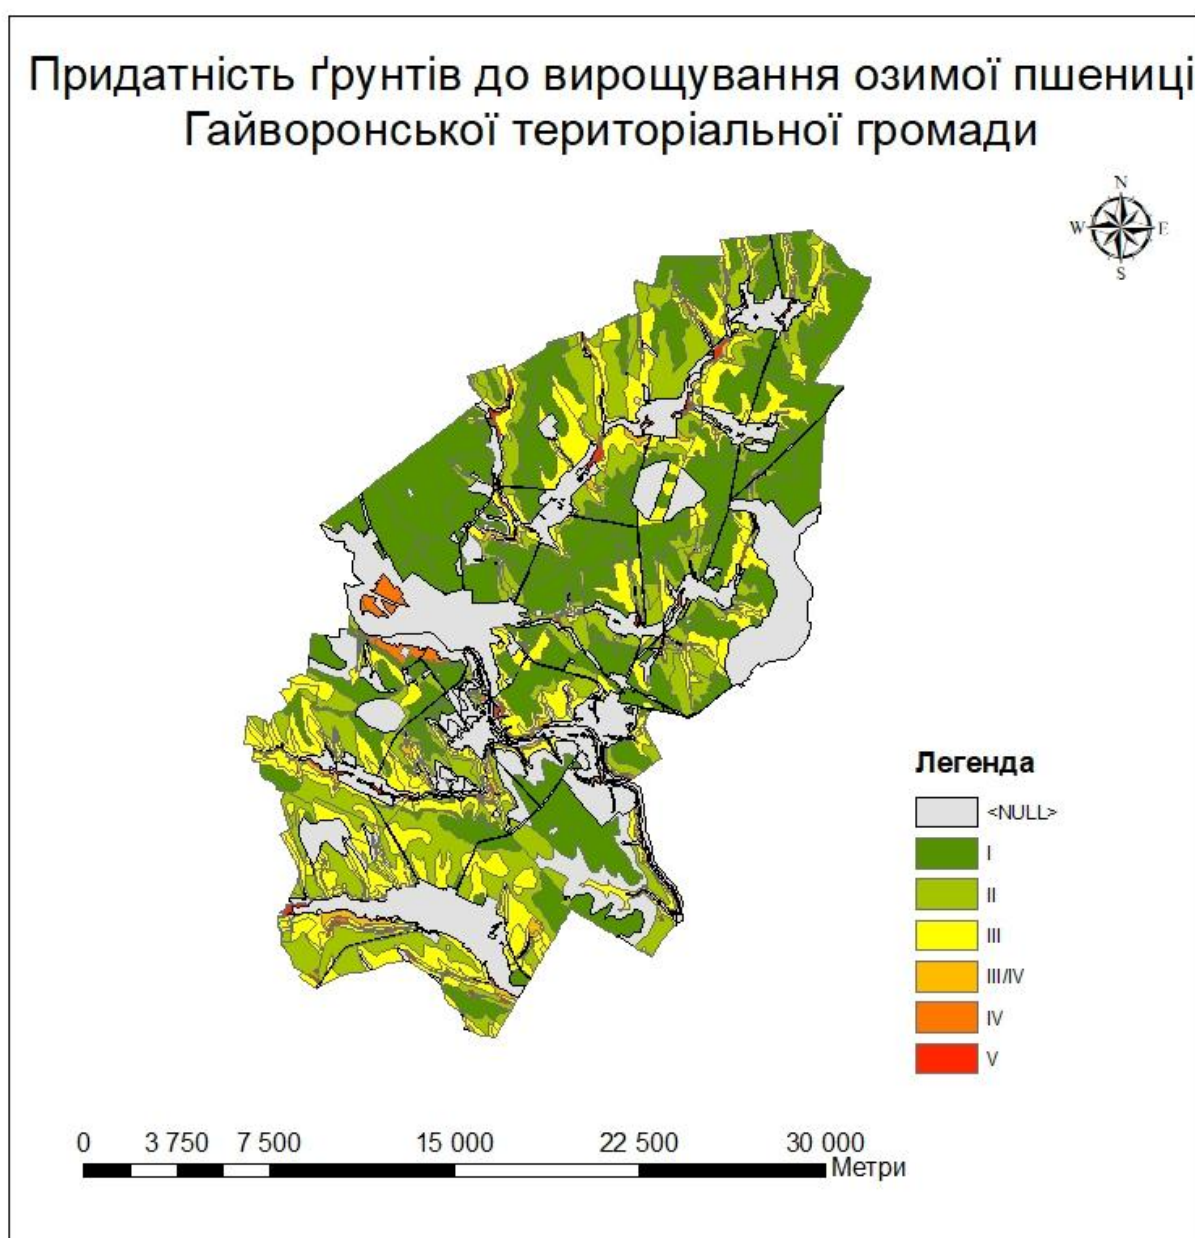 Придатність ґрунтів до вирощування озимої пшениці
Гайворонської територіальної громади
N
W E
S
Легенда
<NULL>
I
II
III
III/IV
IV
V
0 3 750 7 500 15 000 22 500 30 000
Метри